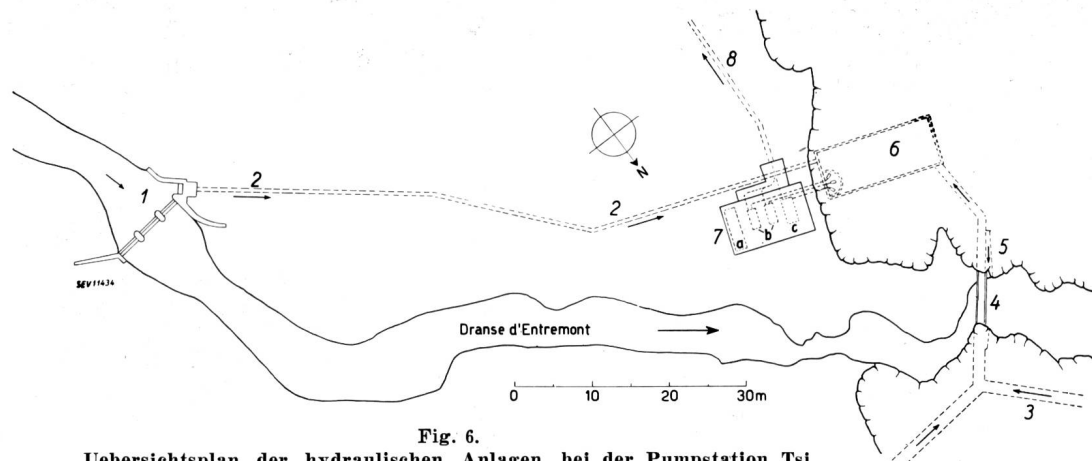 8
1
2
N
6
2
7
a
b
c
5
SEV11434
4
Dranse d'Entremont
0 10 20 30m
3
Fig. 6.
Uebersichtsplan der hydraulischen Anlagen bei der Pumpstation Tsi